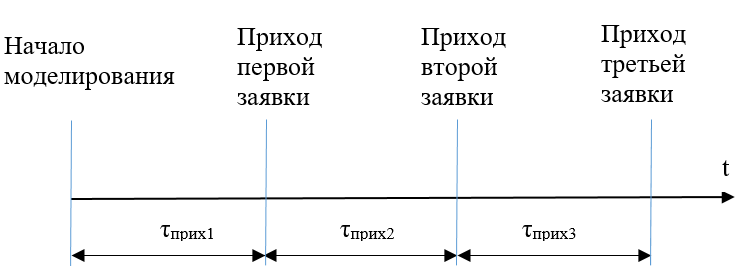 Начало
моделирования
Приход
первой
заявки
Приход
второй
заявки
Приход
третьей
заявки
t
τприх1
τприх2
τприх3